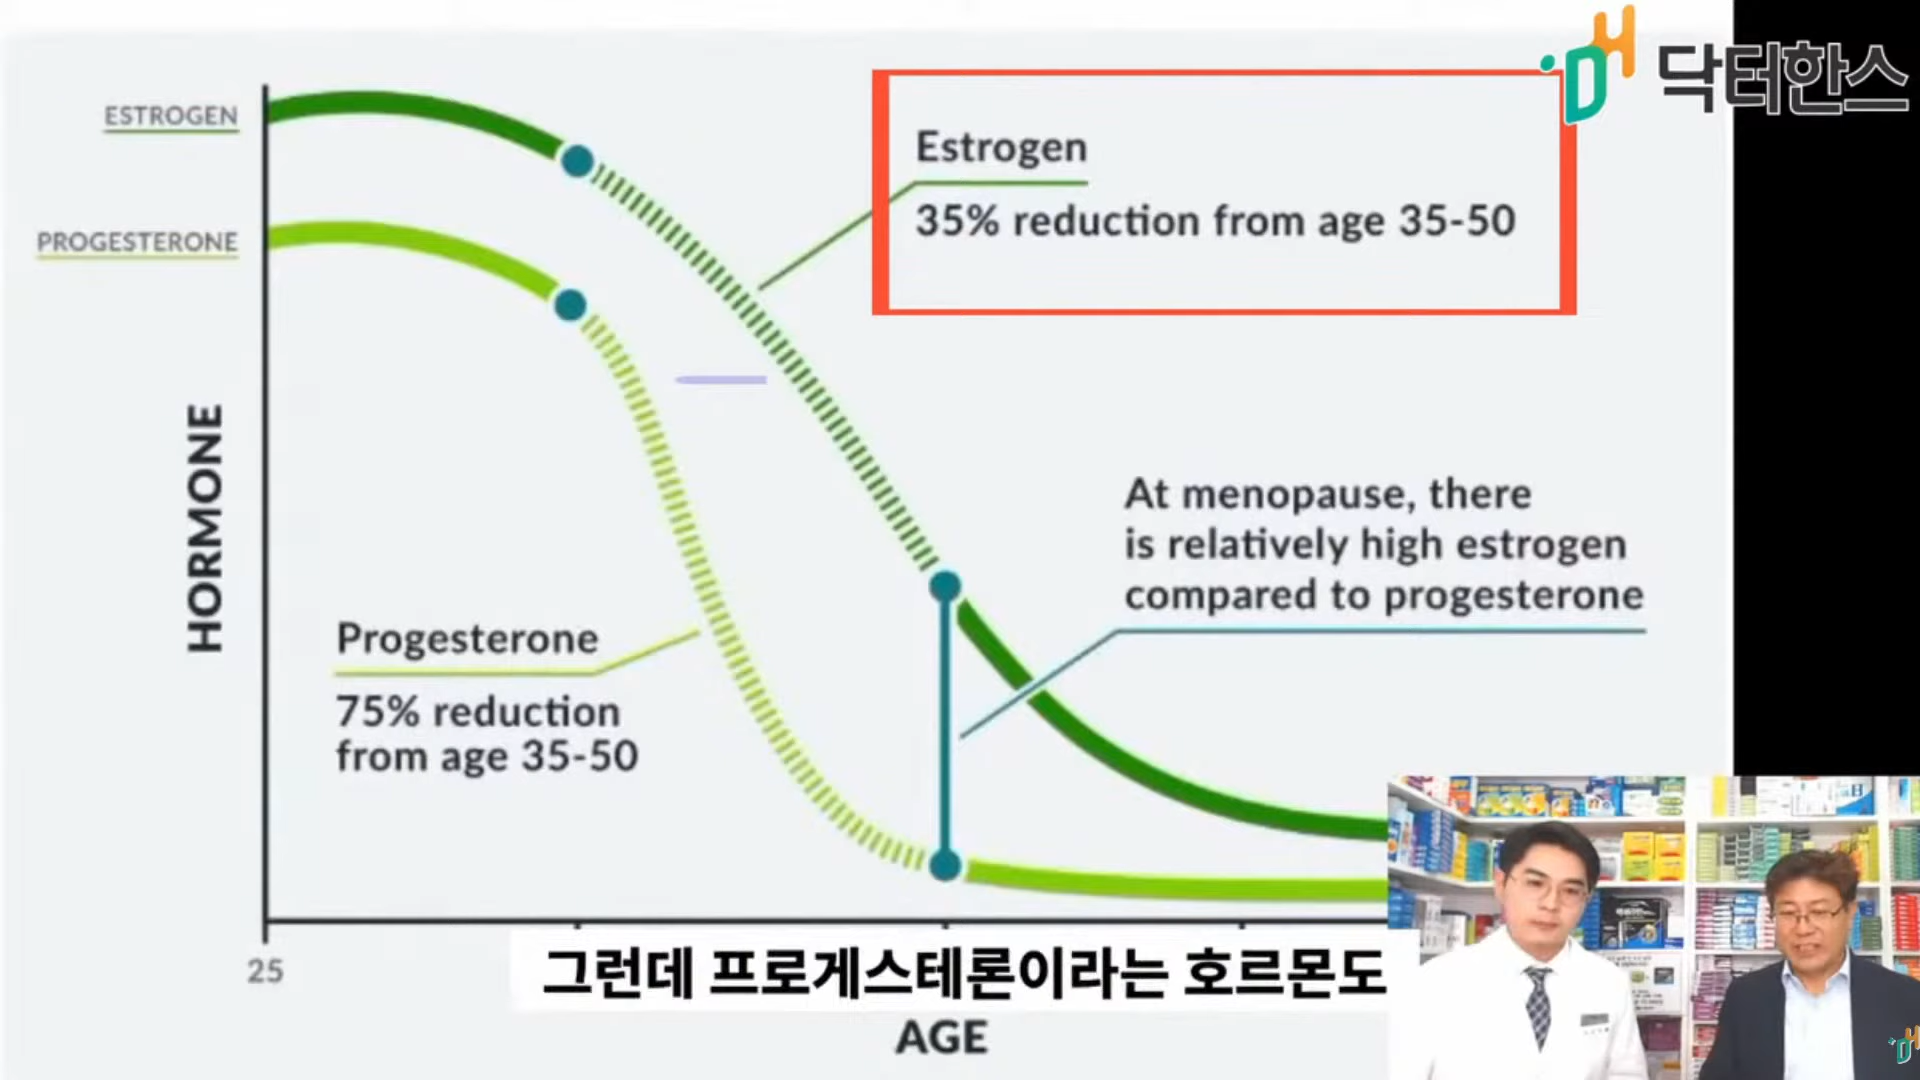 닥터한스
ESTROGEN
Estrogen
35% reduction from age 35-50
PROGESTERONE
HORMONE
At menopause, there
is relatively high estrogen
compared to progesterone
Progesterone
75% reduction
from age 35-50
25
그런데 프로게스테론이라는 호르몬도
AGE